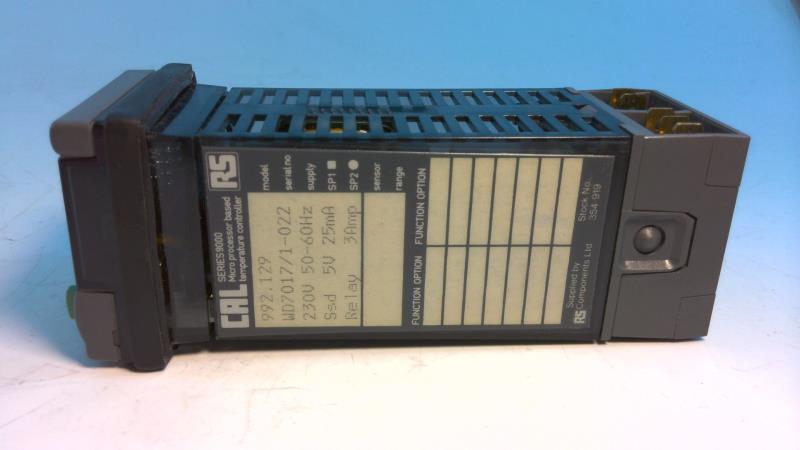 CAL SERIES 9000
Micro processor based
temperature controller
RS
992.129 model
WD7017/1-022 serial no
230V 50-60Hz supply
Ssd 5V 25mA SP1
Relay 3Amp SP2
sensor
range
FUNCTION OPTION FUNCTION OPTION
Supplied by
RS Components Ltd
Stock No.
354 919